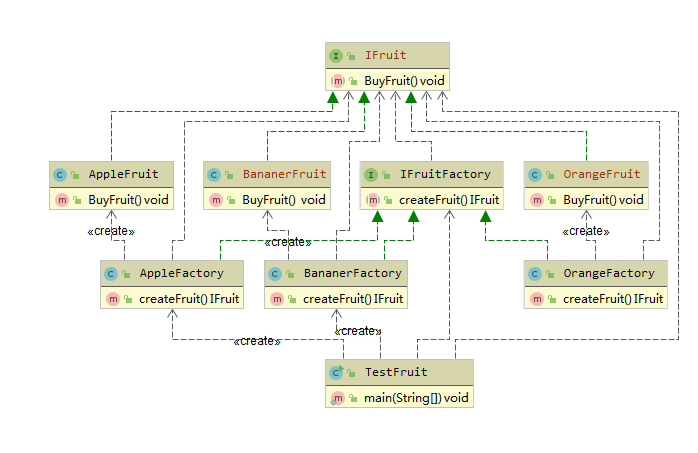 I IFruit
m BuyFruit() void
C AppleFruit
m BuyFruit() void
C BananerFruit
m BuyFruit() void
I IFruitFactory
m createFruit() IFruit
C OrangeFruit
m BuyFruit() void
«create»
«create»
«create»
C AppleFactory
m createFruit() IFruit
C BananerFactory
m createFruit() IFruit
C OrangeFactory
m createFruit() IFruit
«create»
«create»
C TestFruit
m main(String[]) void